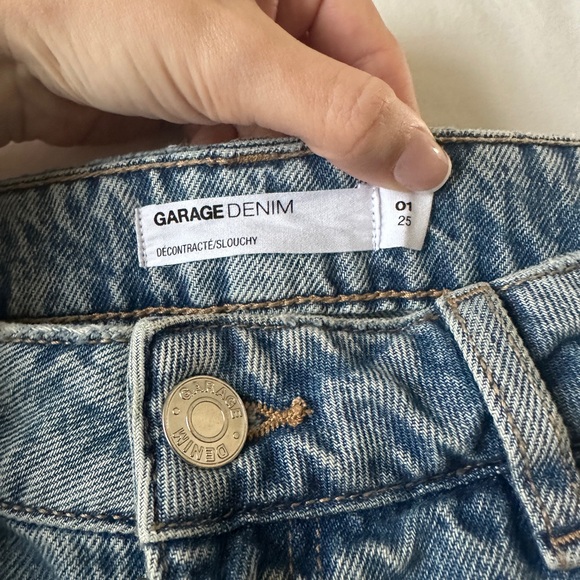 GARAGE DENIM
DÉCONTRACTÉ/SLOUCHY
01
25
GARAGE
DENIM